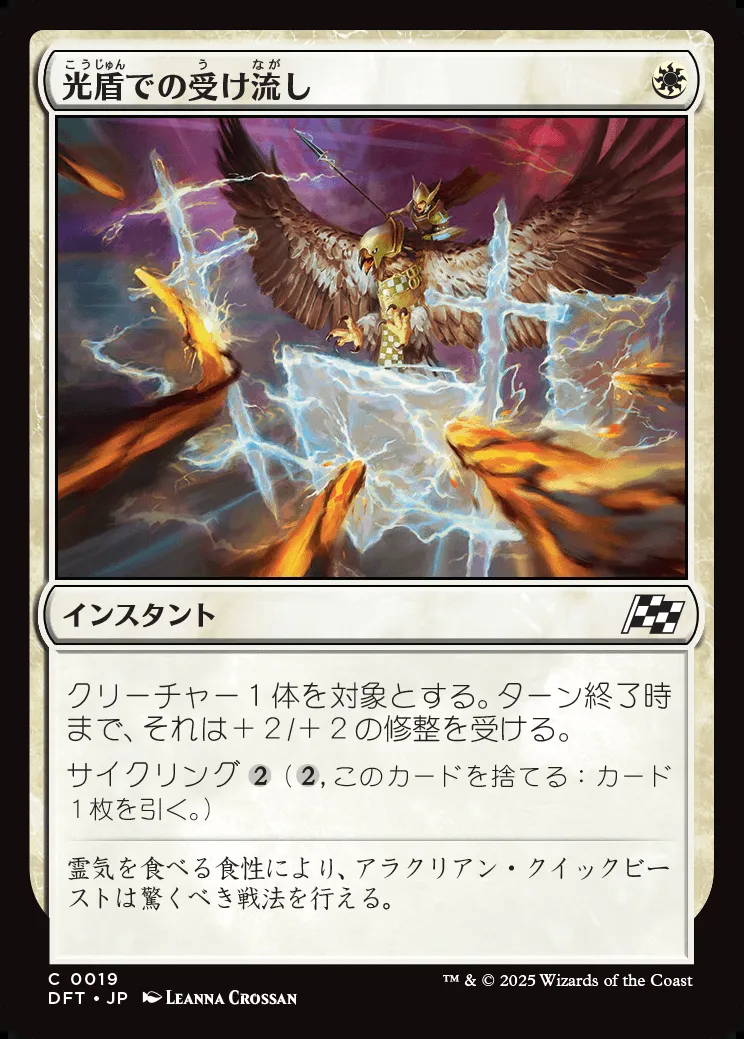 こうじゅん う なが
光盾での受け流し
インスタント
クリーチャー１体を対象とする。ターン終了時
まで、それは＋２/＋２の修整を受ける。
サイクリング 2 （ 2 , このカードを捨てる：カード
１枚を引く。）
霊気を食べる食性により、アラクリアン・クイックビー
ストは驚くべき戦法を行える。
C 0019
DFT • JP LEANNA CROSSAN
™ & © 2025 Wizards of the Coast